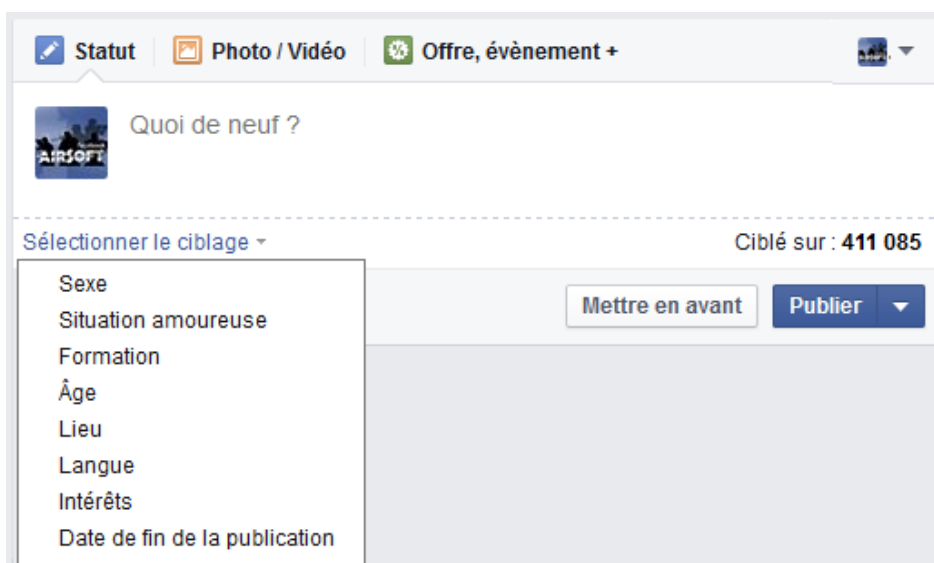 Statut Photo / Vidéo Offre, évènement +
Quoi de neuf ?
AIRSOFT
Sélectionner le ciblage Ciblé sur : 411 085
Sexe
Situation amoureuse
Mettre en avant Publier
Formation
Âge
Lieu
Langue
Intérêts
Date de fin de la publication